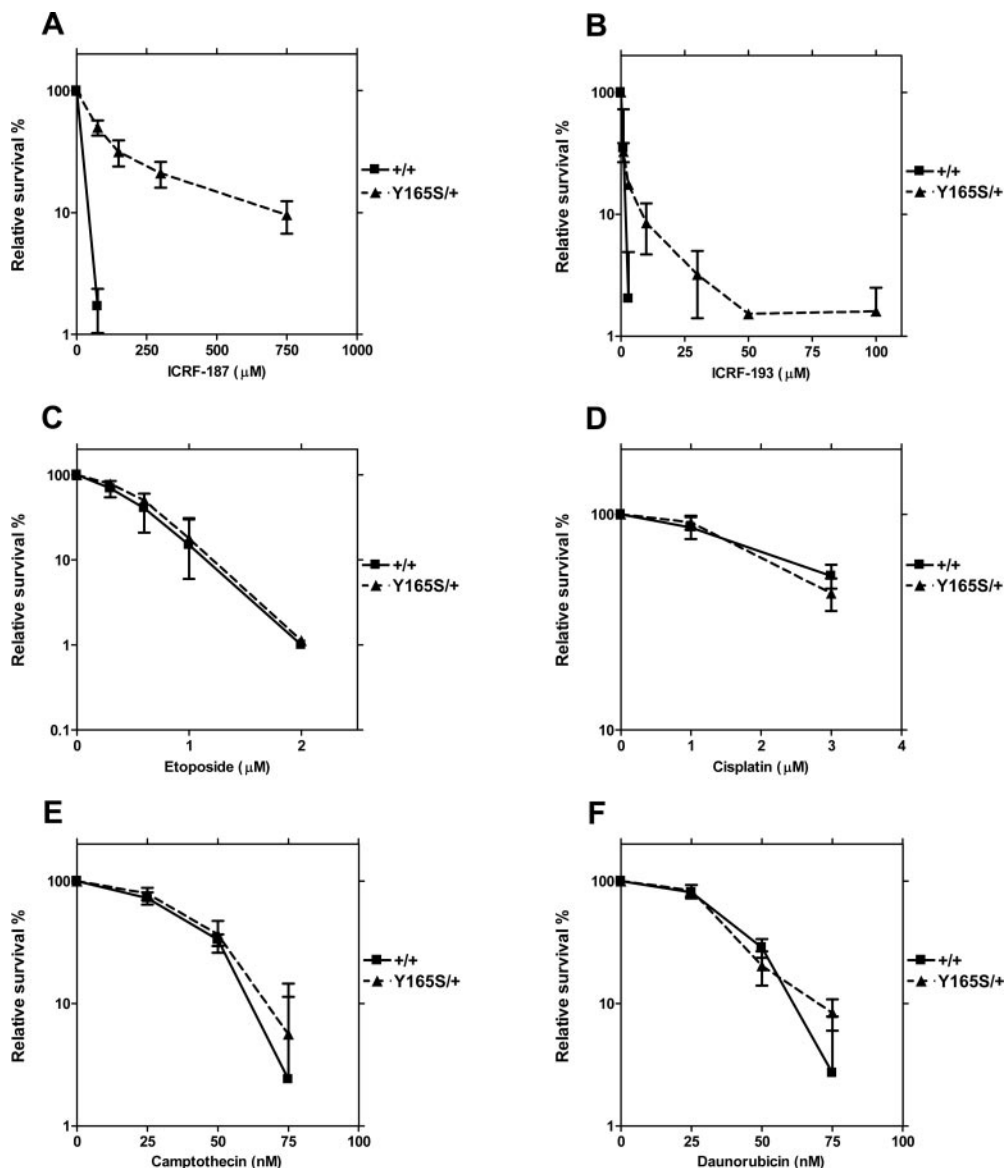 A
Relative survival %
100
10
1
0 250 500 750 1000
ICRF-187 (μM)
+/+
Y165S/+
B
Relative survival %
100
10
1
0 25 50 75 100
ICRF-193 (μM)
+/+
Y165S/+
C
Relative survival %
100
10
1
0.1
0 1 2
Etoposide (μM)
+/+
Y165S/+
D
Relative survival %
100
10
0 1 2 3 4
Cisplatin (μM)
+/+
Y165S/+
E
Relative survival %
100
10
1
0 25 50 75 100
Camptothecin (nM)
+/+
Y165S/+
F
Relative survival %
100
10
1
0 25 50 75 100
Daunorubicin (nM)
+/+
Y165S/+